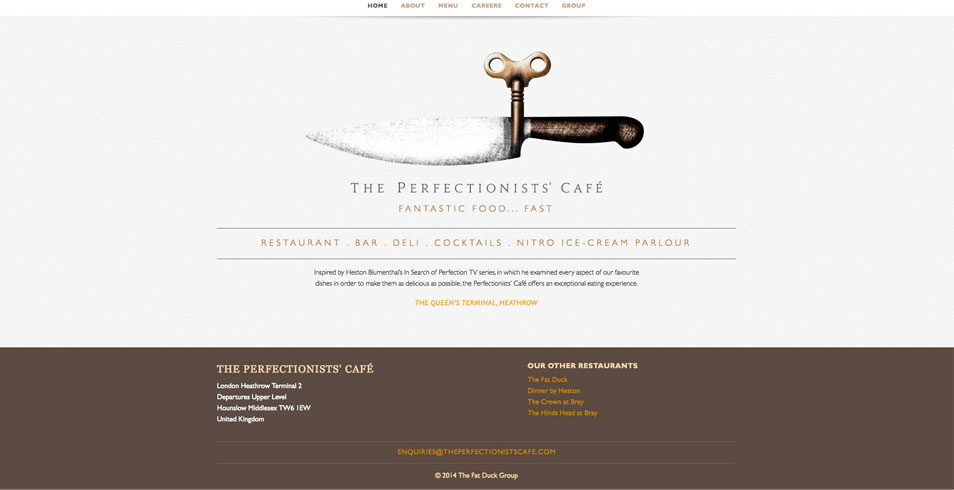 HOME ABOUT MENU CAREERS CONTACT GROUP
THE PERFECTIONISTS' CAFÉ
FANTASTIC FOOD... FAST
RESTAURANT . BAR . DELI . COCKTAILS . NITRO ICE-CREAM PARLOUR
Inspired by Heston Blumenthal's In Search of Perfection TV series, in which he examined every aspect of our favourite
dishes in order to make them as delicious as possible, the Perfectionists' Café offers an exceptional eating experience.
THE QUEEN'S TERMINAL, HEATHROW
THE PERFECTIONISTS' CAFÉ
London Heathrow Terminal 2
Departures Upper Level
Hounslow Middlesex TW6 1EW
United Kingdom
OUR OTHER RESTAURANTS
The Fat Duck
Dinner by Heston
The Crown at Bray
The Hinds Head at Bray
ENQUIRIES@THEPERFECTIONISTSCAFE.COM
© 2014 The Fat Duck Group